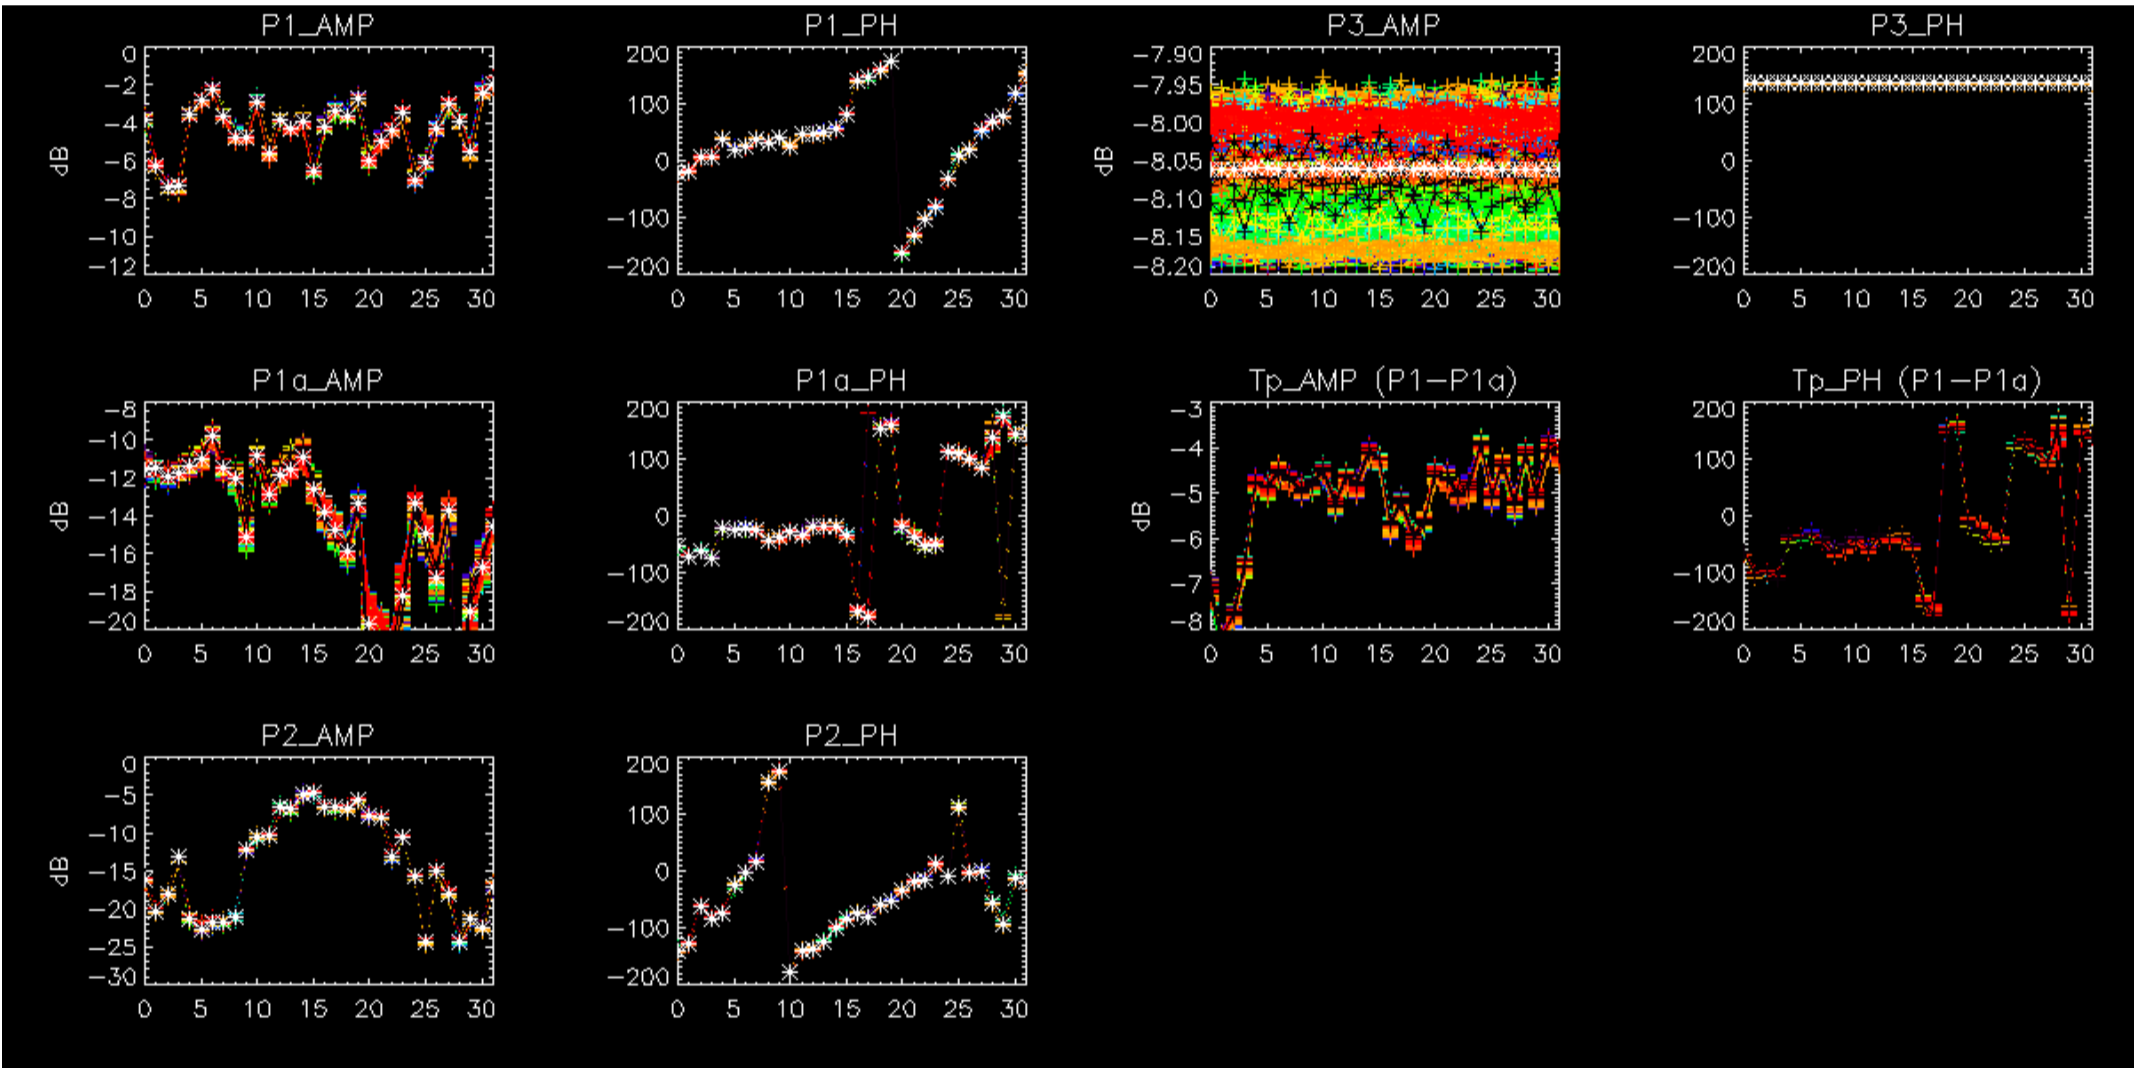 P1_AMP
P1_PH
P3_AMP
P3_PH
0
-2
-4
-6
-8
-10
-12
dB
0 5 10 15 20 25 30
200
100
0
-100
-200
0 5 10 15 20 25 30
-7.90
-7.95
-8.00
-8.05
-8.10
-8.15
-8.20
dB
0 5 10 15 20 25 30
200
100
0
-100
-200
0 5 10 15 20 25 30
P1a_AMP
P1a_PH
Tp_AMP (P1-P1a)
Tp_PH (P1-P1a)
-8
-10
-12
-14
-16
-18
-20
dB
0 5 10 15 20 25 30
200
100
0
-100
-200
0 5 10 15 20 25 30
-3
-4
-5
-6
-7
-8
dB
0 5 10 15 20 25 30
200
100
0
-100
-200
0 5 10 15 20 25 30
P2_AMP
P2_PH
0
-5
-10
-15
-20
-25
-30
dB
0 5 10 15 20 25 30
200
100
0
-100
-200
0 5 10 15 20 25 30